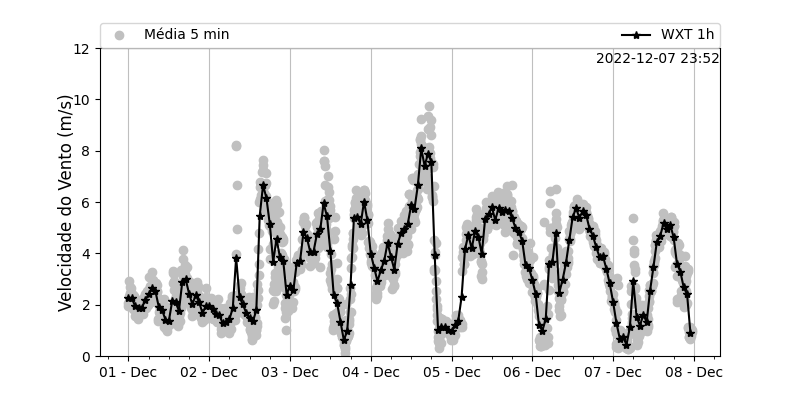 Média 5 min
WXT 1h
2022-12-07 23:52
Velocidade do Vento (m/s)
12
10
8
6
4
2
0
01 - Dec 02 - Dec 03 - Dec 04 - Dec 05 - Dec 06 - Dec 07 - Dec 08 - Dec